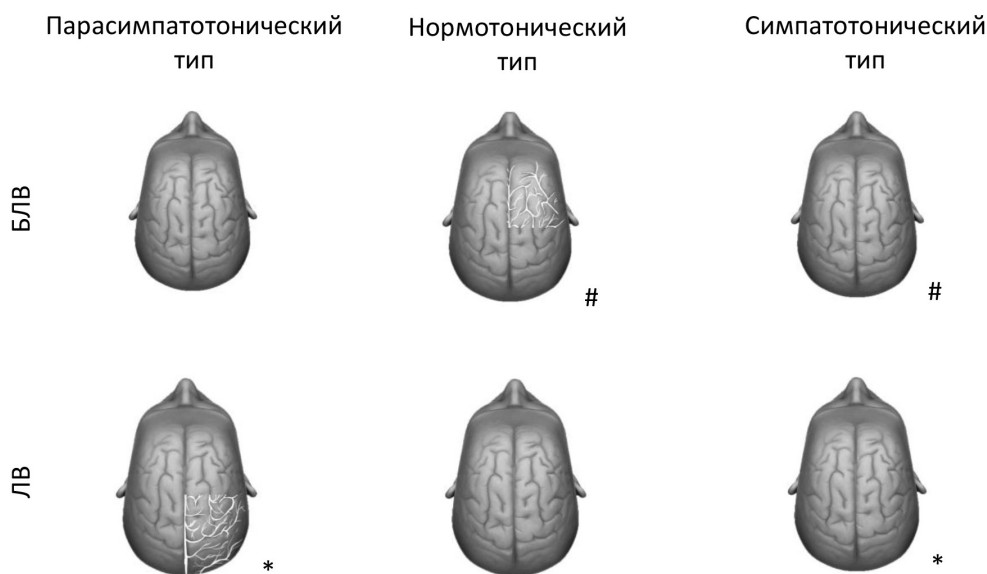 Парасимпатотонический
тип
Нормотонический
тип
Симпатотонический
тип
БЛВ
#
#
ЛВ
*
*